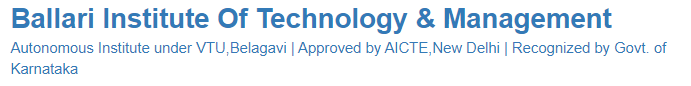 Ballari Institute Of Technology & Management
Autonomous Institute under VTU,Belagavi | Approved by AICTE,New Delhi | Recognized by Govt. of
Karnataka